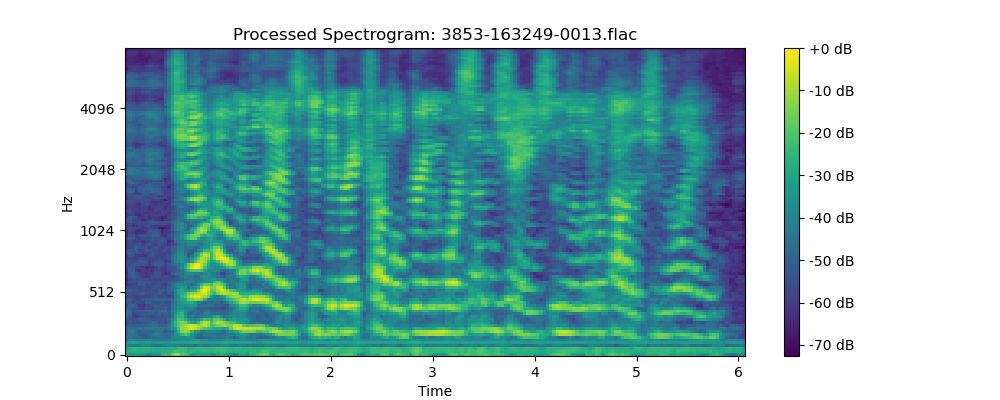 Processed Spectrogram: 3853-163249-0013.flac
Hz
4096
2048
1024
512
0
0 1 2 3 4 5 6
Time
+0 dB
-10 dB
-20 dB
-30 dB
-40 dB
-50 dB
-60 dB
-70 dB